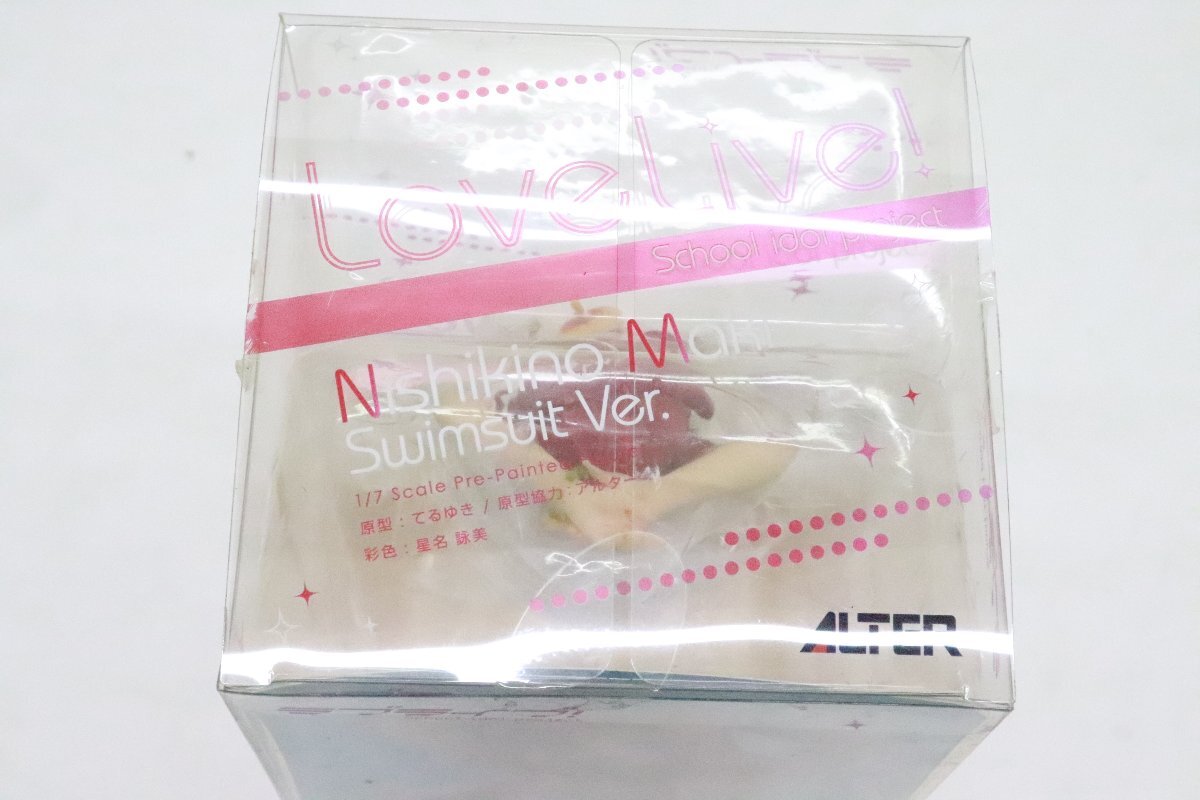 LoveLive!
School idol project
Nishikino Maki
Swimsuit Ver.
1/7 Scale Pre-Painted
原型：てるゆき / 原型協力：アルター
彩色：星名 詠美
ALTER